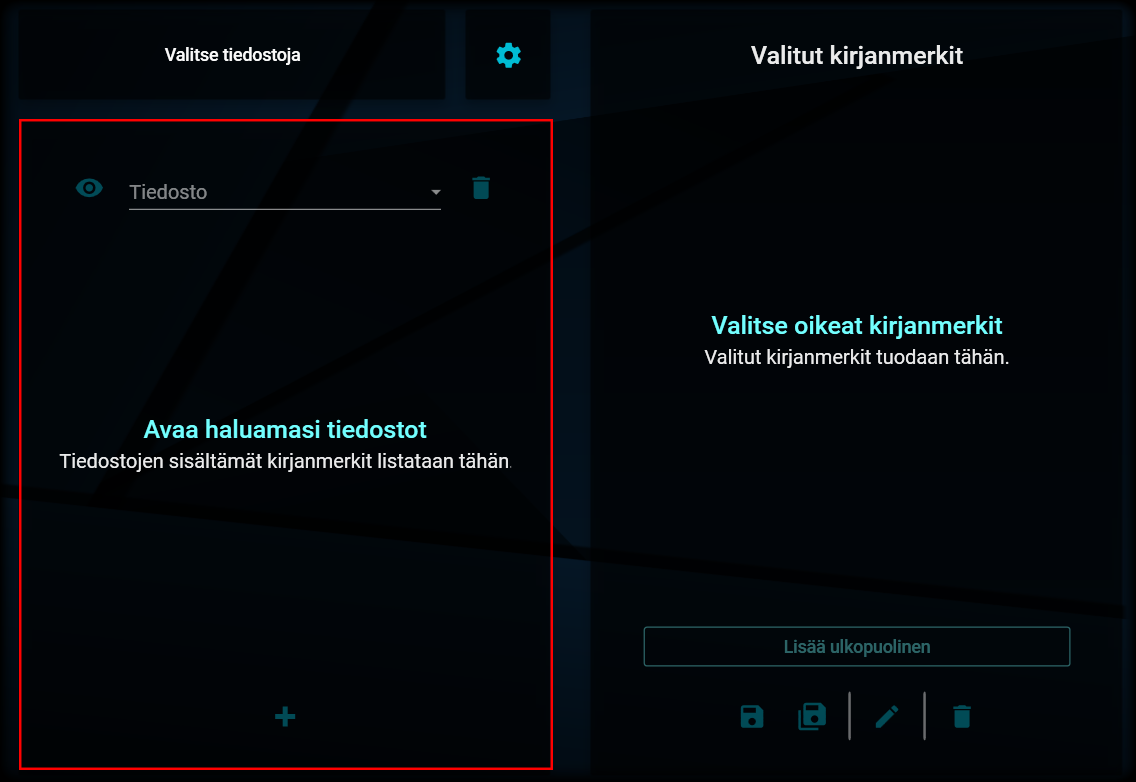 Valitse tiedostoja
Valitut kirjanmerkit
Tiedosto
Valitse oikeat kirjanmerkit
Valitut kirjanmerkit tuodaan tähän.
Avaa haluamasi tiedostot
Tiedostojen sisältämät kirjanmerkit listataan tähän.
Lisää ulkopuolinen